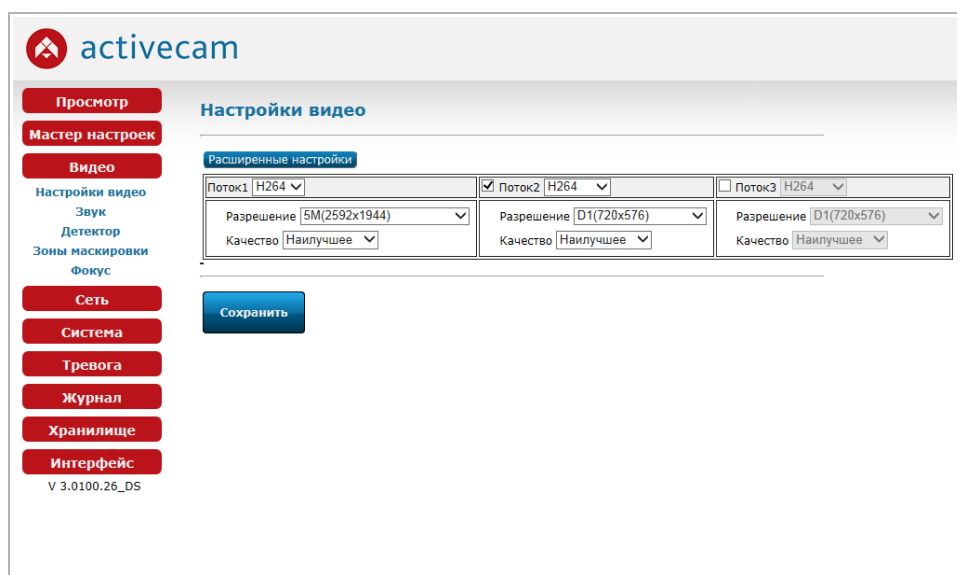 activecam
Просмотр
Мастер настроек
Видео
Настройки видео
Звук
Детектор
Зоны маскировки
Фокус
Сеть
Система
Тревога
Журнал
Хранилище
Интерфейс
V 3.0100.26_DS
Настройки видео
Расширенные настройки
Поток1 H264 Поток2 H264 Поток3 H264
Разрешение 5M(2592x1944) Разрешение D1(720x576) Разрешение D1(720x576)
Качество Наилучшее Качество Наилучшее Качество Наилучшее
-
Сохранить